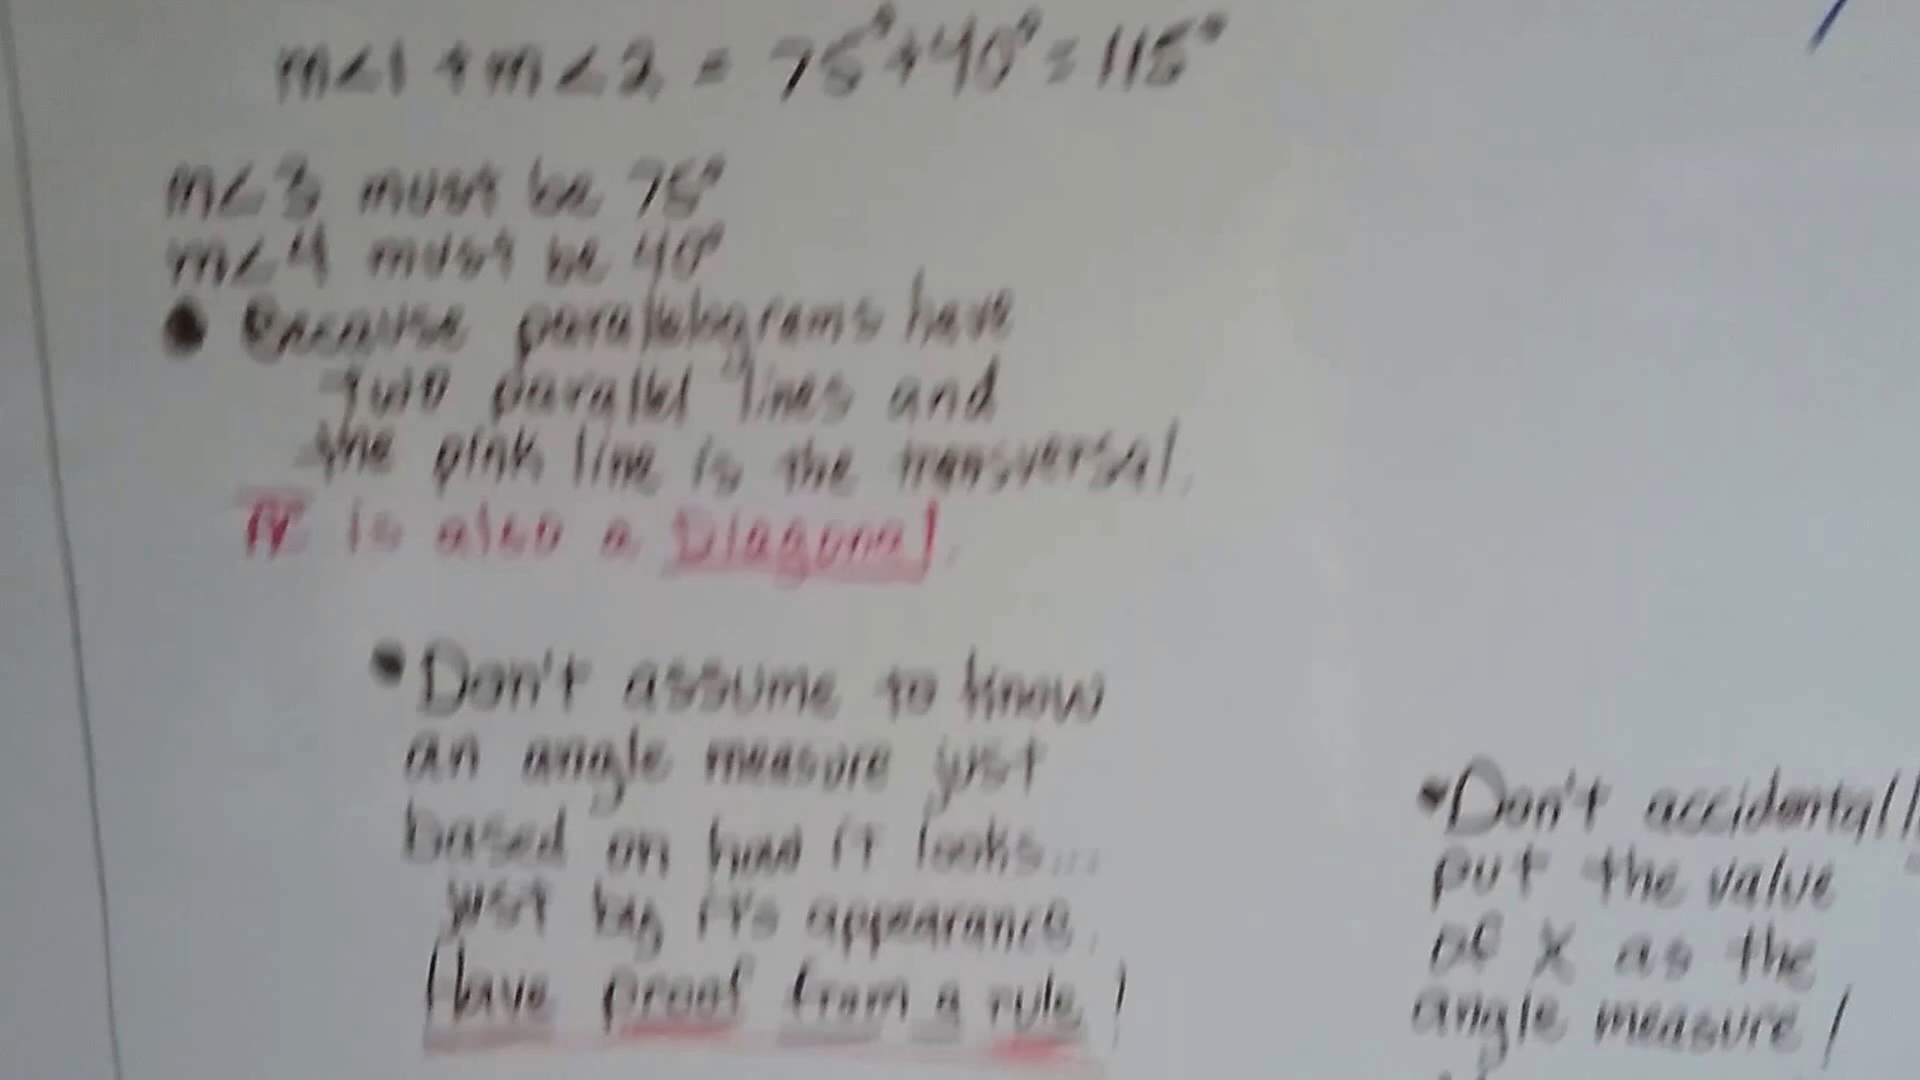 m<1 + m<2 = 75° + 40° = 115°
m<3 must be 75°
m<4 must be 40°
• Because parallelograms have
two parallel lines and
the pink line is the transversal.
is also a Diagonal.
• Don't assume to know
an angle measure just
based on how it looks...
just by it's appearance.
Have proof from a rule!
• Don't accidentall
put the value
of X as the
angle measure!